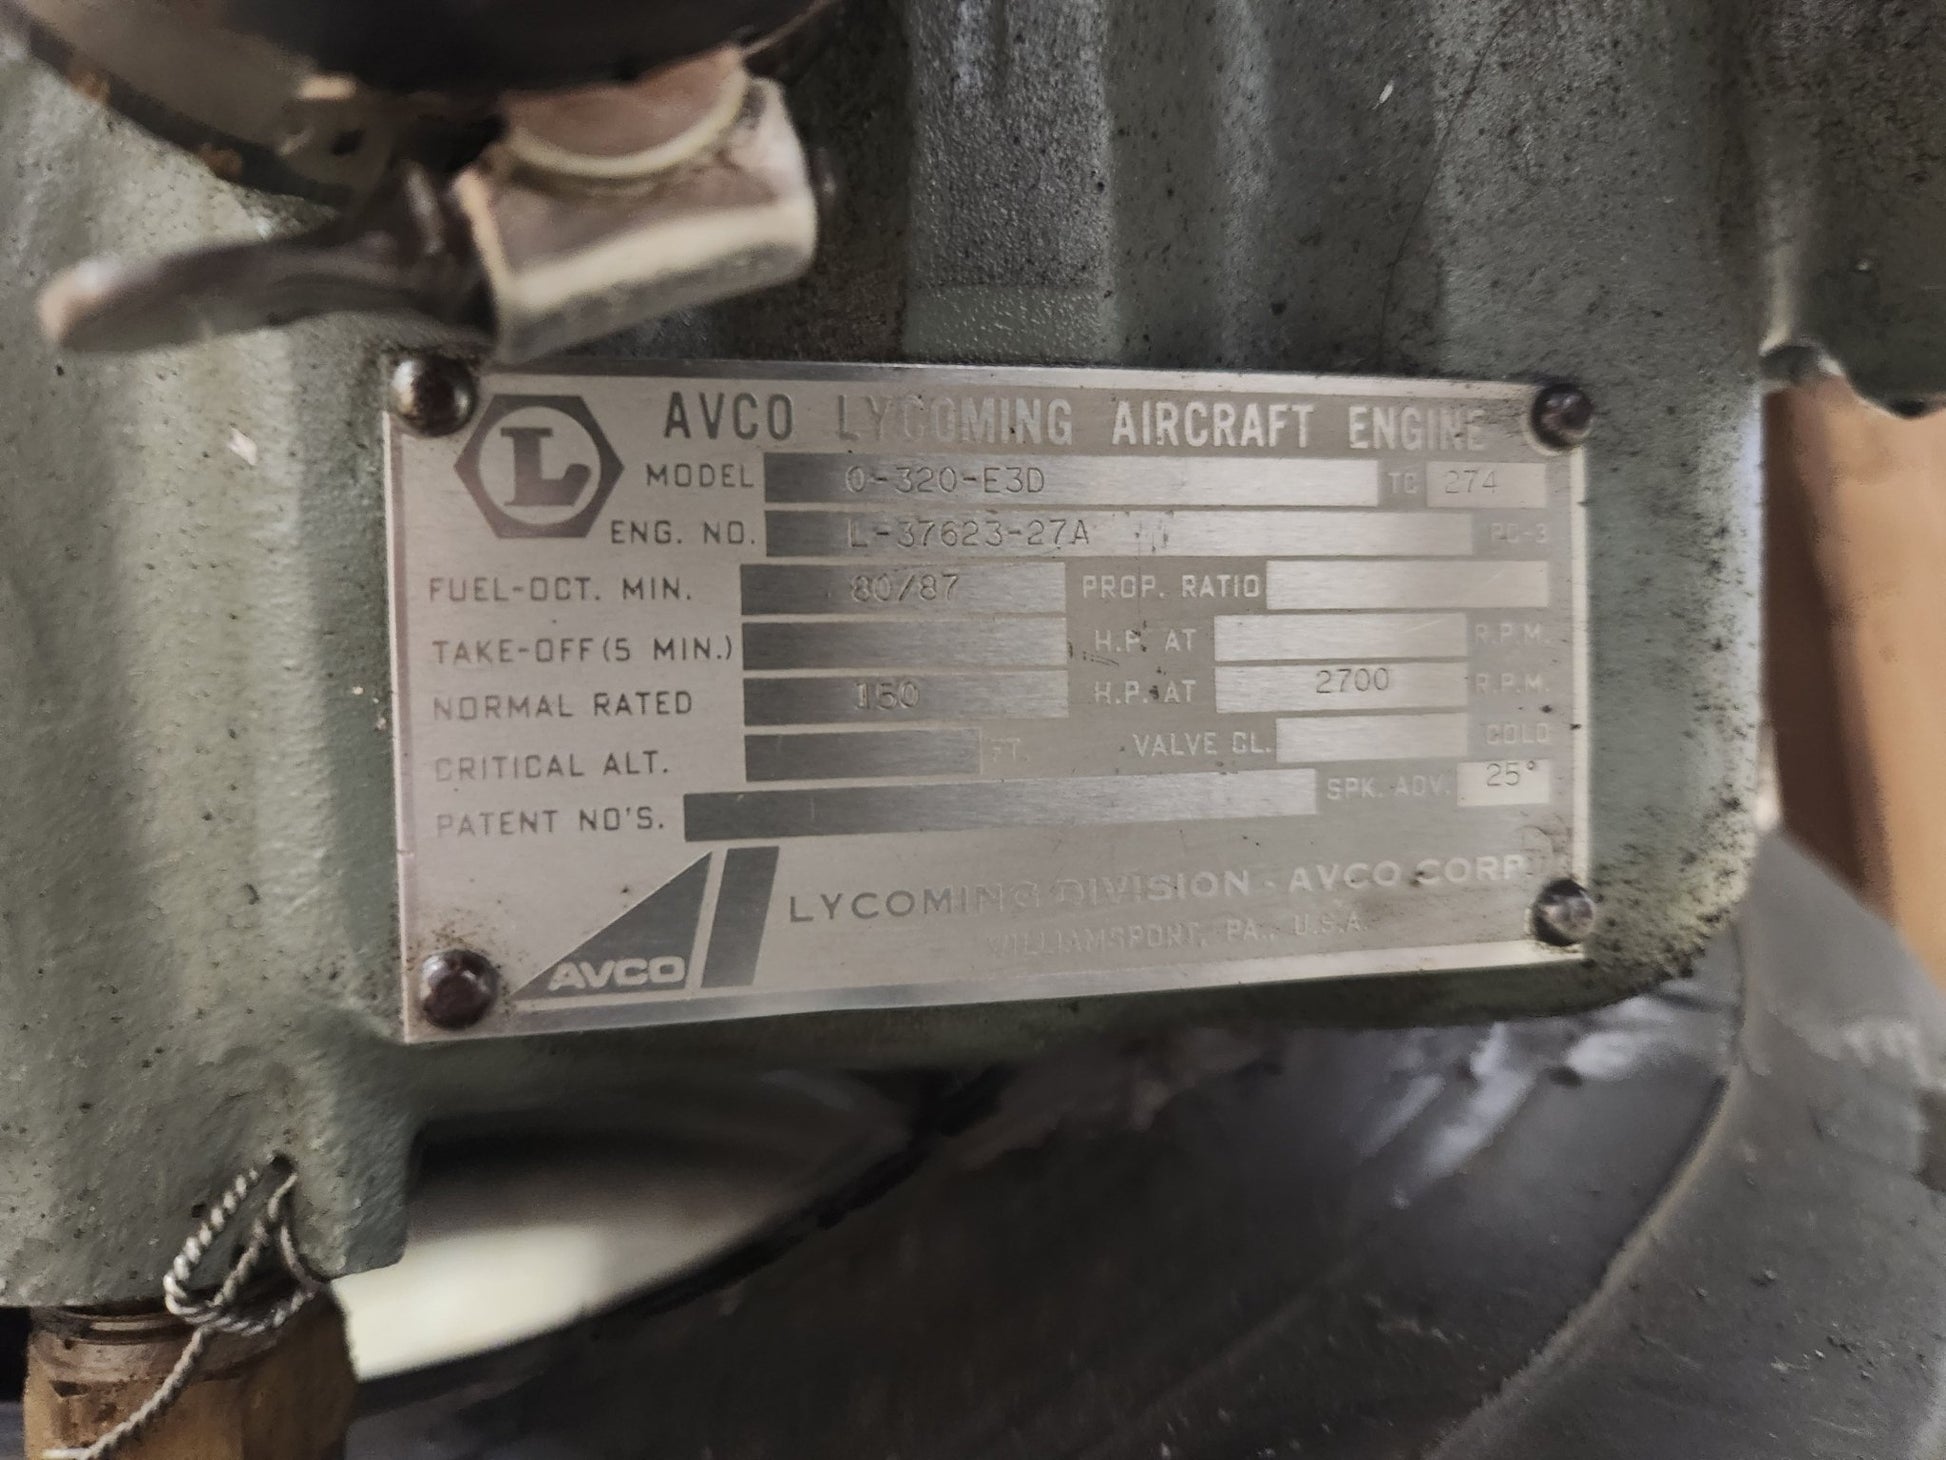 L
AVCO LYCOMING AIRCRAFT ENGINE
MODEL 0-320-E3D TC 274
ENG. NO. L-37623-27A PC-3
FUEL-OCT. MIN. 80/87 PROP. RATIO
TAKE-OFF (5 MIN.) H.P. AT R.P.M.
NORMAL RATED 150 H.P. AT 2700 R.P.M.
CRITICAL ALT. FT. VALVE CL. COLD
PATENT NO'S. SPK. ADV. 25°
LYCOMING DIVISION - AVCO CORP.
WILLIAMSPORT, PA., U.S.A.
AVCO